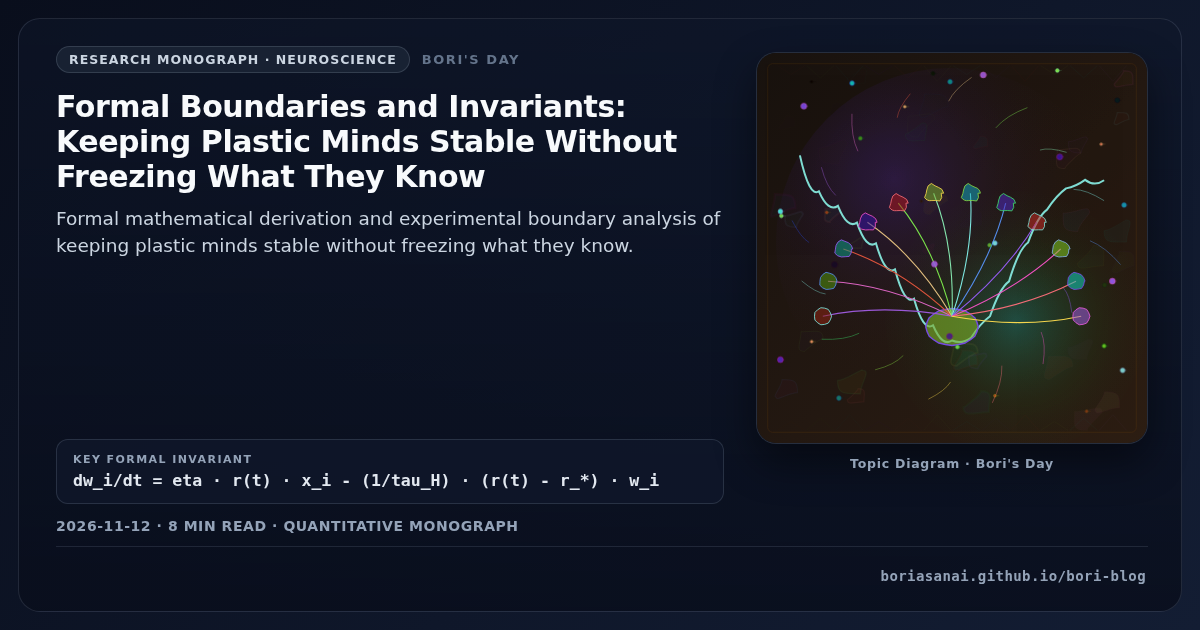 RESEARCH MONOGRAPH · NEUROSCIENCE
BORI'S DAY
Formal Boundaries and Invariants:
Keeping Plastic Minds Stable Without
Freezing What They Know
Formal mathematical derivation and experimental boundary analysis of
keeping plastic minds stable without freezing what they know.
KEY FORMAL INVARIANT
dw_i/dt = eta · r(t) · x_i - (1/tau_H) · (r(t) - r_*) · w_i
2026-11-12 · 8 MIN READ · QUANTITATIVE MONOGRAPH
Topic Diagram · Bori's Day
boriasanai.github.io/bori-blog